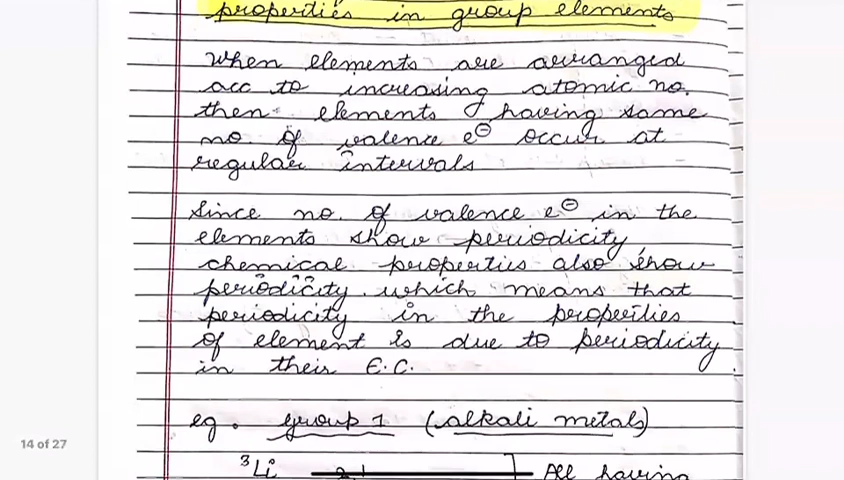 properties in group elements
When elements are arranged
acc to increasing atomic no.
then elements having same
no. of valence e⊖ occur at
regular intervals
Since no. of valence e⊖ in the
elements show periodicity
chemical properties also show
periodicity which means that
periodicity in the properties
of element is due to periodicity
in their E.C.
eg. group 1 (alkali metals)
³Li 2,1 All having
14 of 27